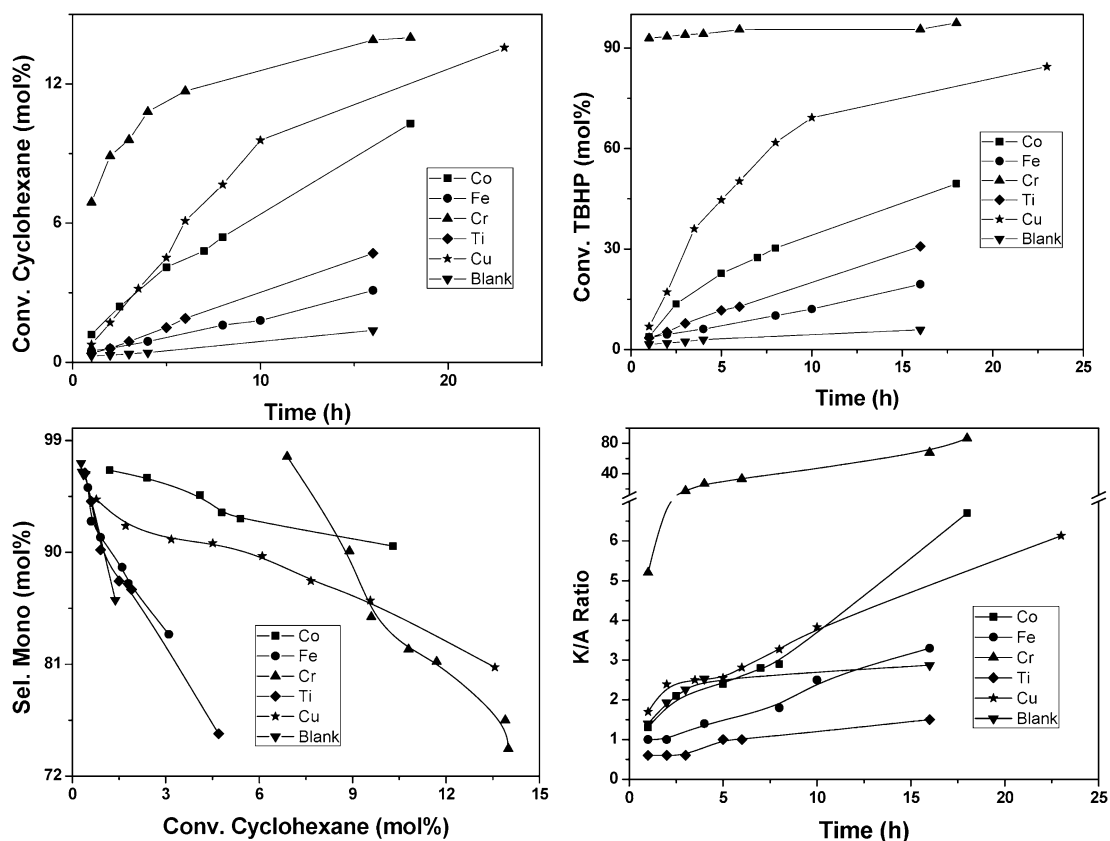 Conv. Cyclohexane (mol%)
12
6
0
0
10
20
Time (h)
Co
Fe
Cr
Ti
Cu
Blank
Conv. TBHP (mol%)
90
60
30
0
0
5
10
15
20
25
Time (h)
Co
Fe
Cr
Ti
Cu
Blank
Sel. Mono (mol%)
99
90
81
72
0
3
6
9
12
15
Conv. Cyclohexane (mol%)
Co
Fe
Cr
Ti
Cu
Blank
K/A Ratio
80
40
6
5
4
3
2
1
0
0
5
10
15
20
25
Time (h)
Co
Fe
Cr
Ti
Cu
Blank